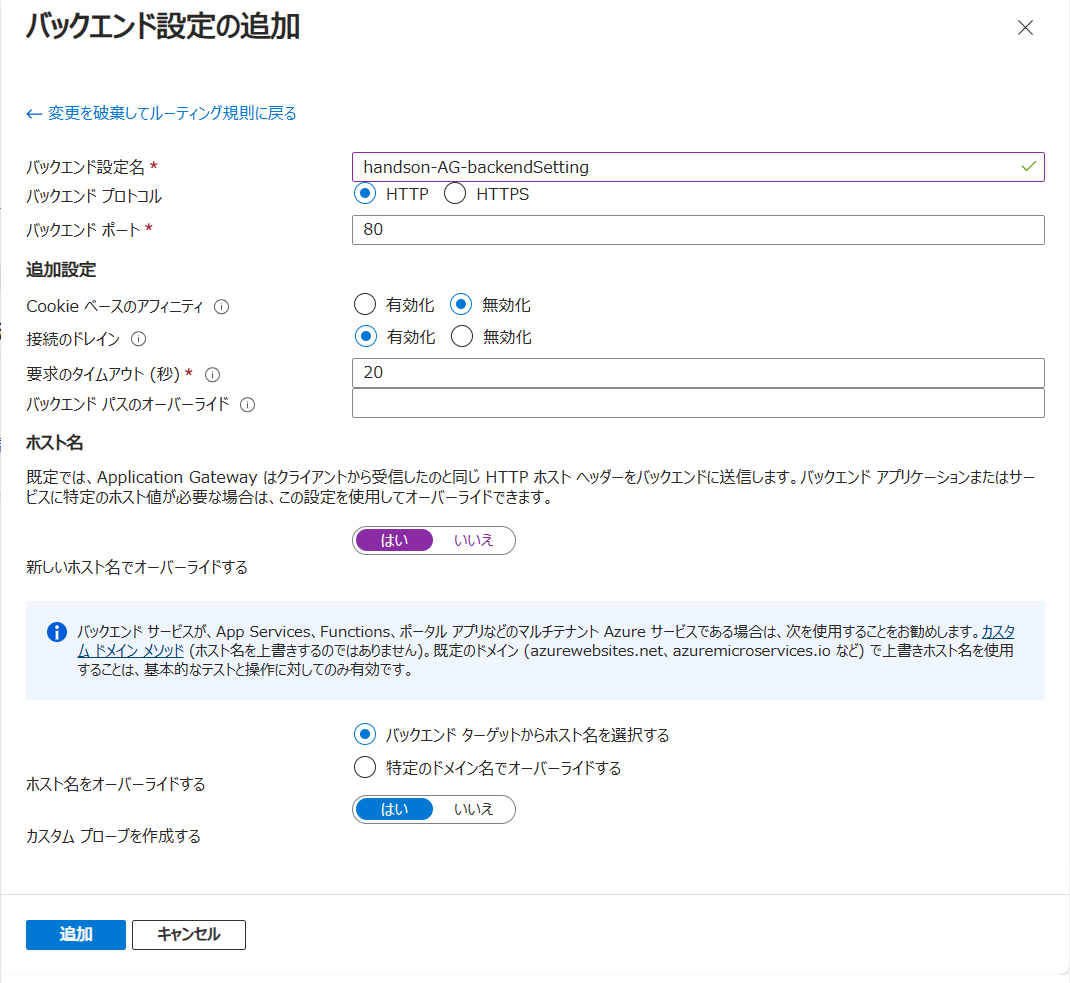 バックエンド設定の追加
← 変更を破棄してルーティング規則に戻る
バックエンド設定名 * handson-AG-backendSetting
バックエンド プロトコル HTTP HTTPS
バックエンド ポート * 80
追加設定
Cookie ベースのアフィニティ 有効化 無効化
接続のドレイン 有効化 無効化
要求のタイムアウト (秒) * 20
バックエンド パスのオーバーライド
ホスト名
既定では、Application Gateway はクライアントから受信したのと同じ HTTP ホスト ヘッダーをバックエンドに送信します。バックエンド アプリケーションまたはサー
ビスに特定のホスト値が必要な場合は、この設定を使用してオーバーライドできます。
はい いいえ
新しいホスト名でオーバーライドする
バックエンド サービスが、App Services、Functions、ポータル アプリなどのマルチテナント Azure サービスである場合は、次を使用することをお勧めします。カスタ
ム ドメイン メソッド (ホスト名を上書きするのではありません)。既定のドメイン (azurewebsites.net、azuremicroservices.io など) で上書きホスト名を使用
することは、基本的なテストと操作に対してのみ有効です。
バックエンド ターゲットからホスト名を選択する
特定のドメイン名でオーバーライドする
ホスト名をオーバーライドする
はい いいえ
カスタム プローブを作成する
追加 キャンセル